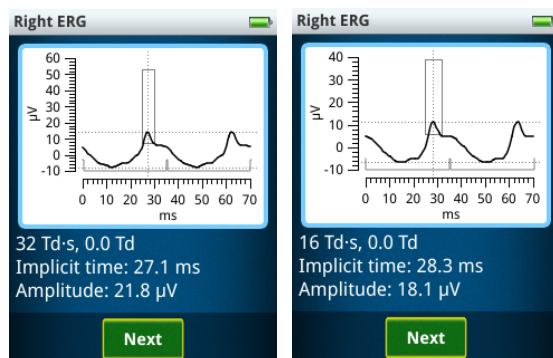 Right ERG
60
50
40
30
20
10
0
-10
μV
0 10 20 30 40 50 60 70
ms
32 Td·s, 0.0 Td
Implicit time: 27.1 ms
Amplitude: 21.8 μV
Next
Right ERG
40
30
20
10
0
-10
μV
0 10 20 30 40 50 60 70
ms
16 Td·s, 0.0 Td
Implicit time: 28.3 ms
Amplitude: 18.1 μV
Next